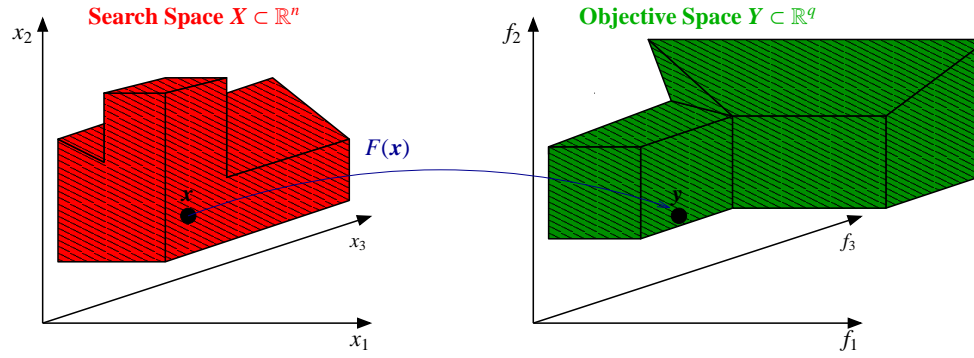 Search Space X ⊂ ℝⁿ
Objective Space Y ⊂ ℝ^q
x₂
f₂
F(x)
x
y
x₃
f₃
x₁
f₁